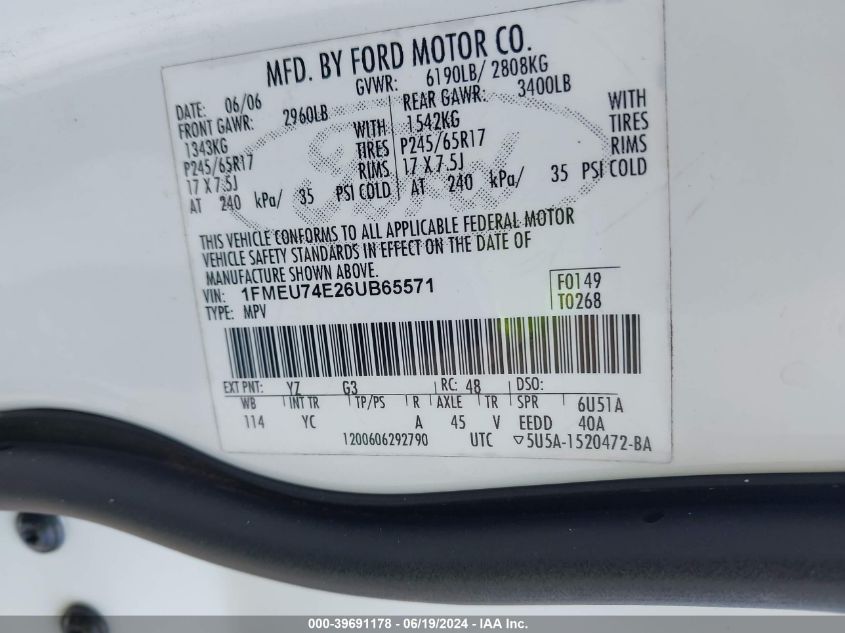 MFD. BY FORD MOTOR CO.
DATE: 06/06 GVWR: 6190LB/ 2808KG
FRONT GAWR: 2960LB REAR GAWR: 3400LB
1343KG WITH 1542KG WITH
P245/65R17 TIRES P245/65R17 TIRES
17 X 7.5J RIMS 17 X 7.5J RIMS
AT 240 kPa/ 35 PSI COLD AT 240 kPa/ 35 PSI COLD
Ford
THIS VEHICLE CONFORMS TO ALL APPLICABLE FEDERAL MOTOR
VEHICLE SAFETY STANDARDS IN EFFECT ON THE DATE OF
MANUFACTURE SHOWN ABOVE.
VIN: 1FMEU74E26UB65571 F0149
TYPE: MPV T0268
EXT PNT: YZ G3 RC: 48 DSO:
WB INT TR TP/PS R AXLE TR SPR 6U51A
114 YC A 45 V FEDD 40A
1200606292790 UTC ▽5U5A-1520472-BA
000-39691178 - 06/19/2024 - IAA Inc.